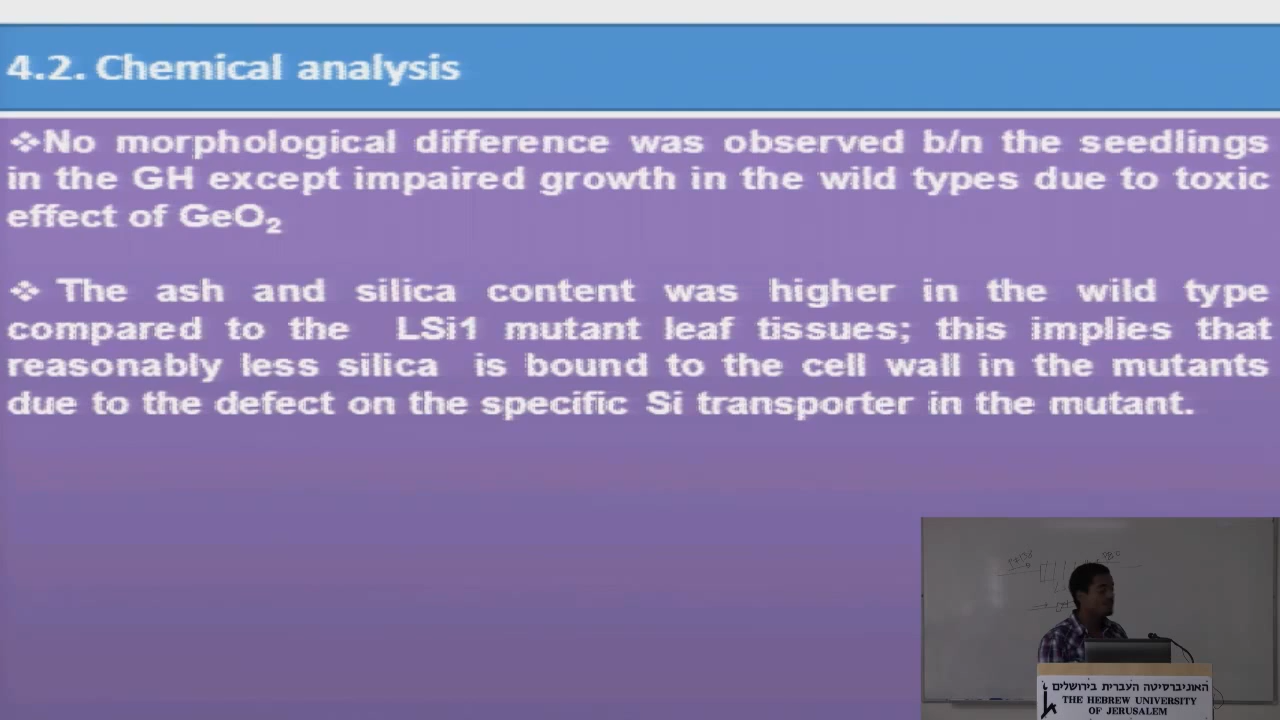 4.2. Chemical analysis
❖No morphological difference was observed b/n the seedlings
in the GH except impaired growth in the wild types due to toxic
effect of GeO₂
❖ The ash and silica content was higher in the wild type
compared to the LSi1 mutant leaf tissues; this implies that
reasonably less silica is bound to the cell wall in the mutants
due to the defect on the specific Si transporter in the mutant.
האוניברסיטה העברית בירושלים
THE HEBREW UNIVERSITY
OF JERUSALEM